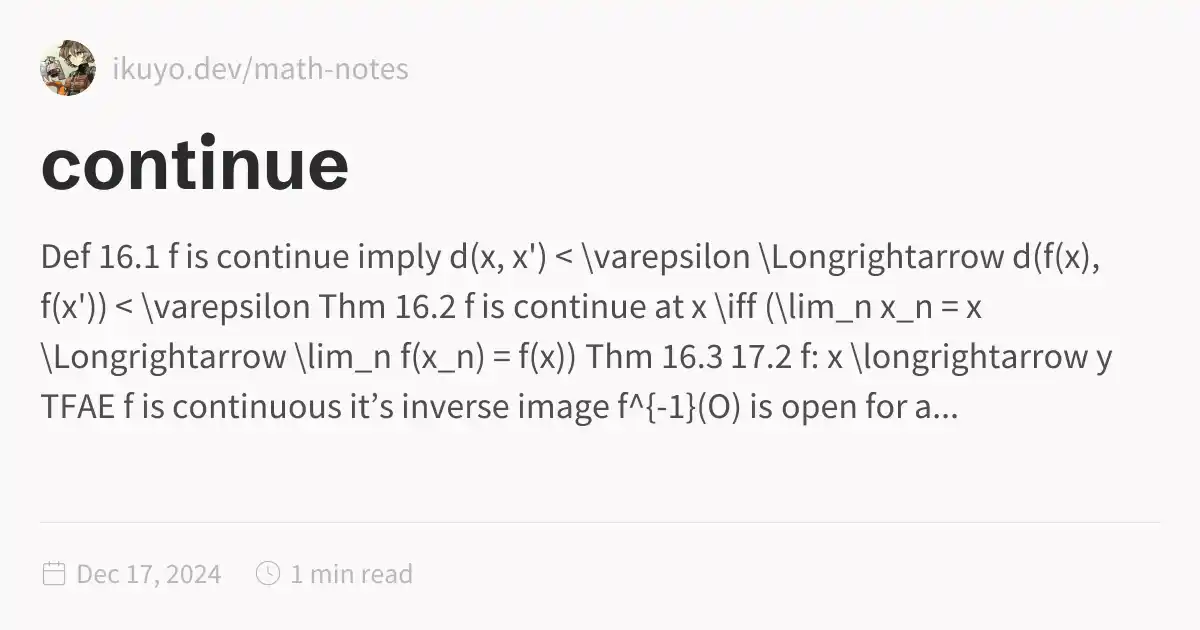 ikuyo.dev/math-notes
continue
Def 16.1 f is continue imply d(x, x') < \varepsilon \Longrightarrow d(f(x),
f(x')) < \varepsilon Thm 16.2 f is continue at x \iff (\lim_n x_n = x
\Longrightarrow \lim_n f(x_n) = f(x)) Thm 16.3 17.2 f: x \longrightarrow y
TFAE f is continuous it’s inverse image f^{-1}(O) is open for a...
Dec 17, 2024 1 min read